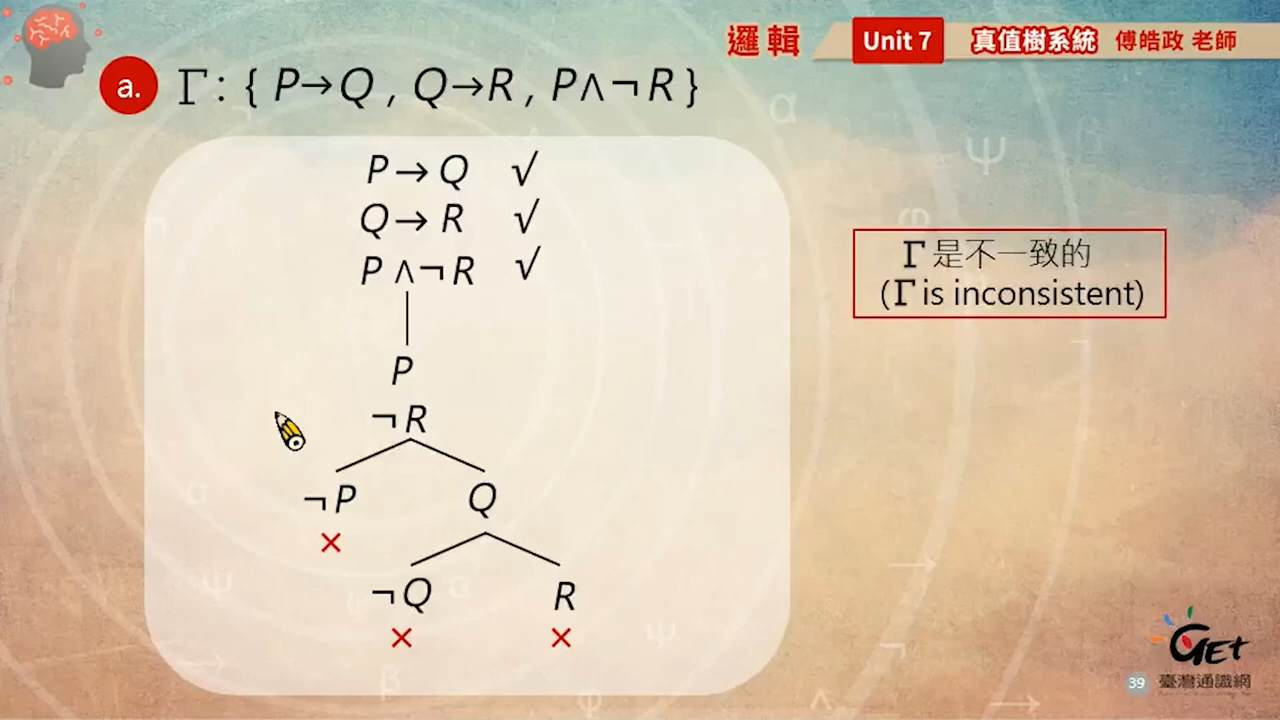 邏輯 Unit 7 真值樹系統 傅皓政 老師
a. Γ : { P→Q , Q→R , P∧¬R }
P→Q √
Q→R √
P∧¬R √
P
¬R
¬P Q
×
¬Q R
× ×
Γ 是不一致的
(Γ is inconsistent)
GET
39 臺灣通識網